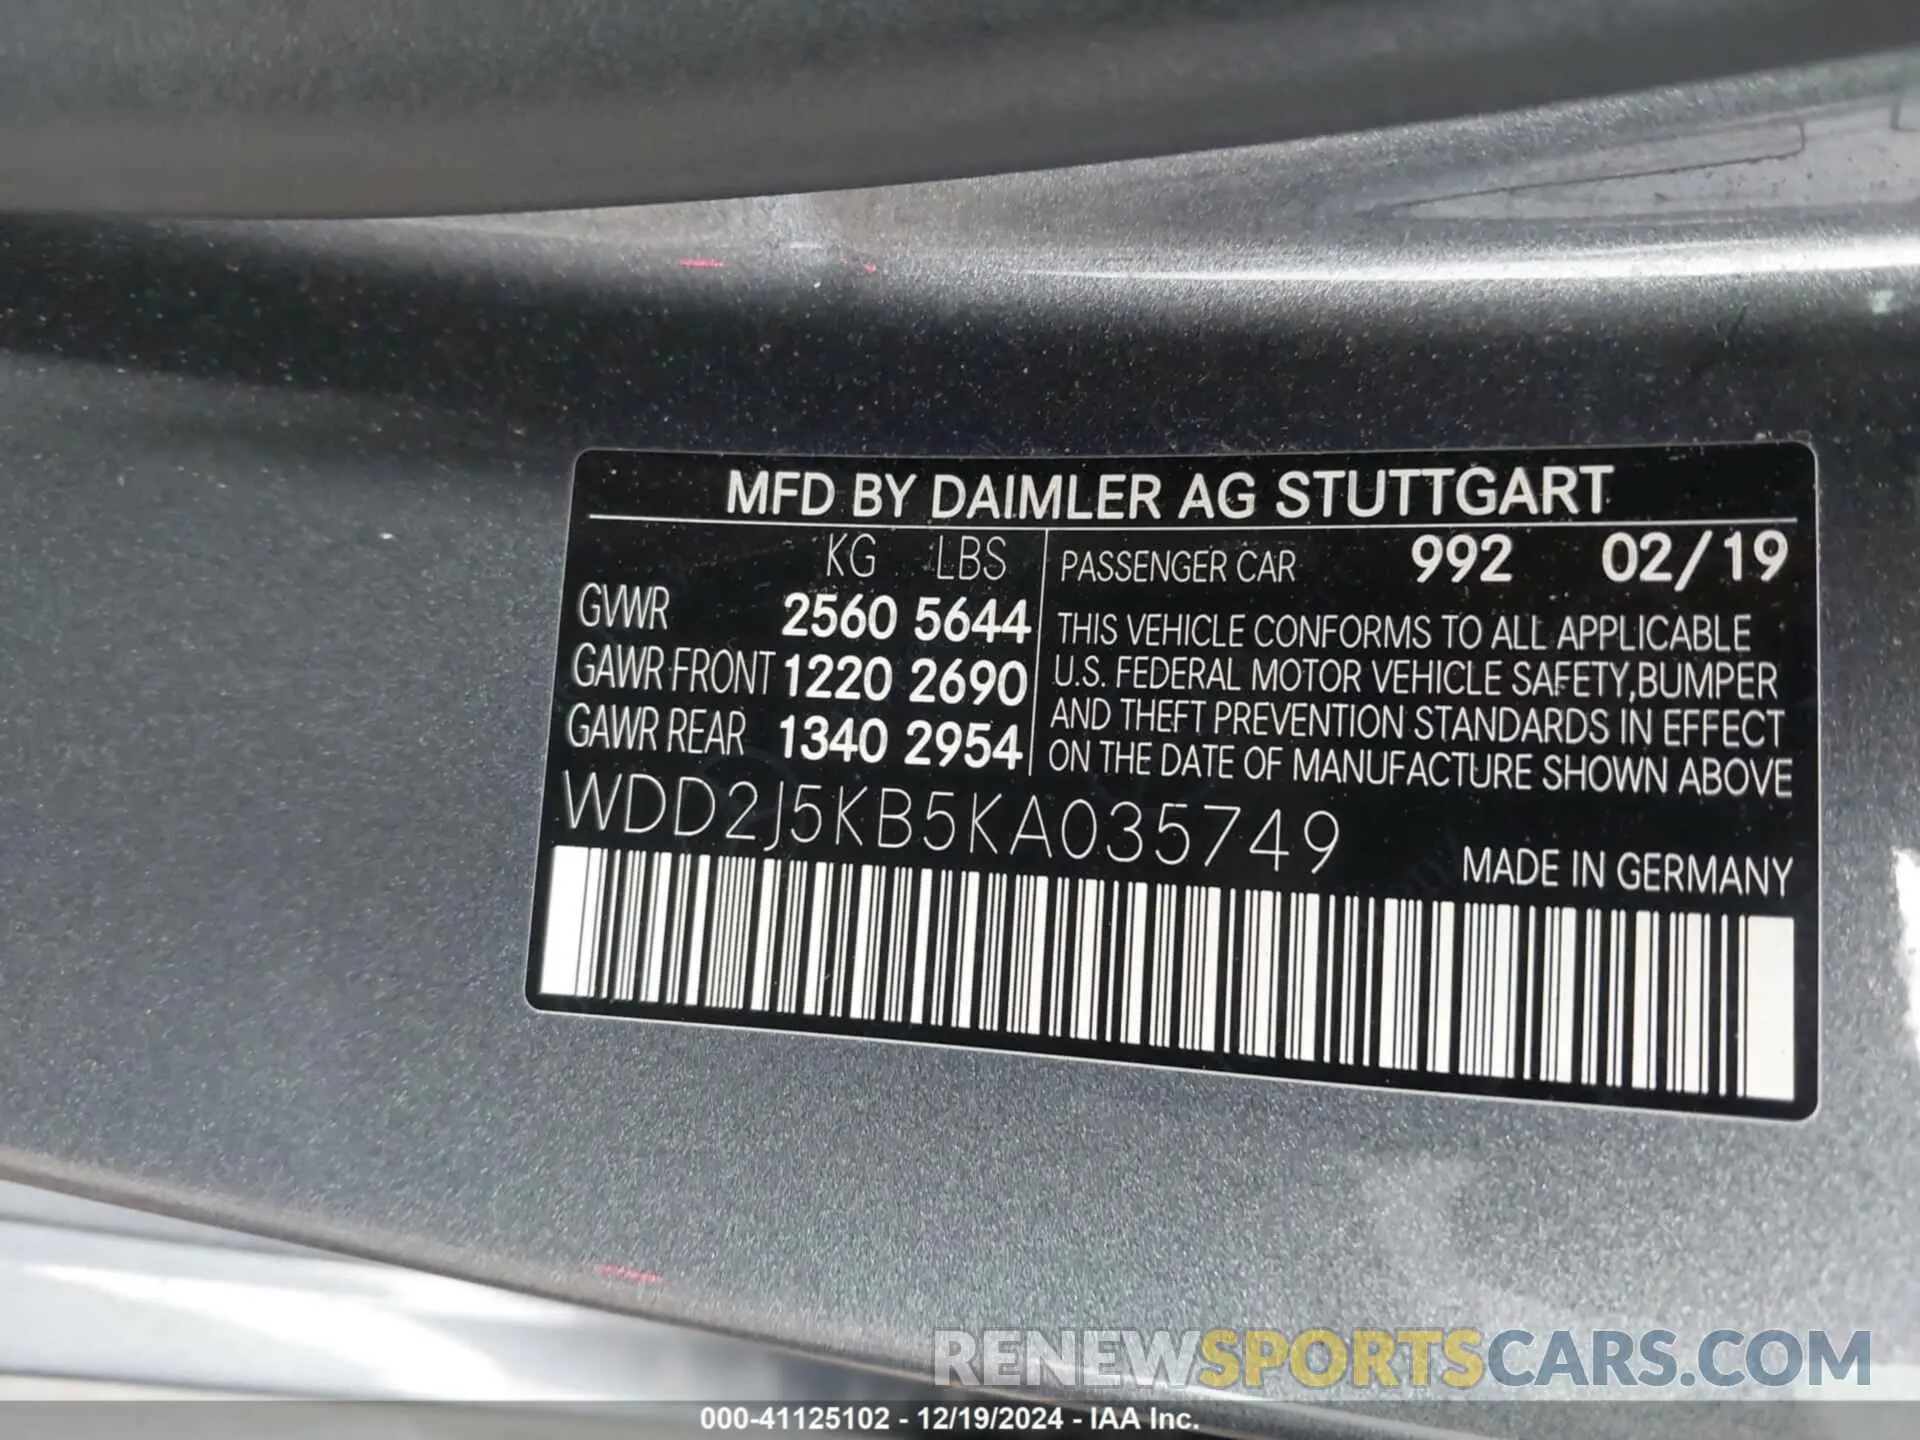 MFD BY DAIMLER AG STUTTGART
KG LBS
GVWR 2560 5644
GAWR FRONT 1220 2690
GAWR REAR 1340 2954
PASSENGER CAR 992 02/19
THIS VEHICLE CONFORMS TO ALL APPLICABLE
U.S. FEDERAL MOTOR VEHICLE SAFETY,BUMPER
AND THEFT PREVENTION STANDARDS IN EFFECT
ON THE DATE OF MANUFACTURE SHOWN ABOVE
WDD2J5KB5KA035749
MADE IN GERMANY
RENEWSPORTSCARS.COM
000-41125102 - 12/19/2024 - IAA Inc.